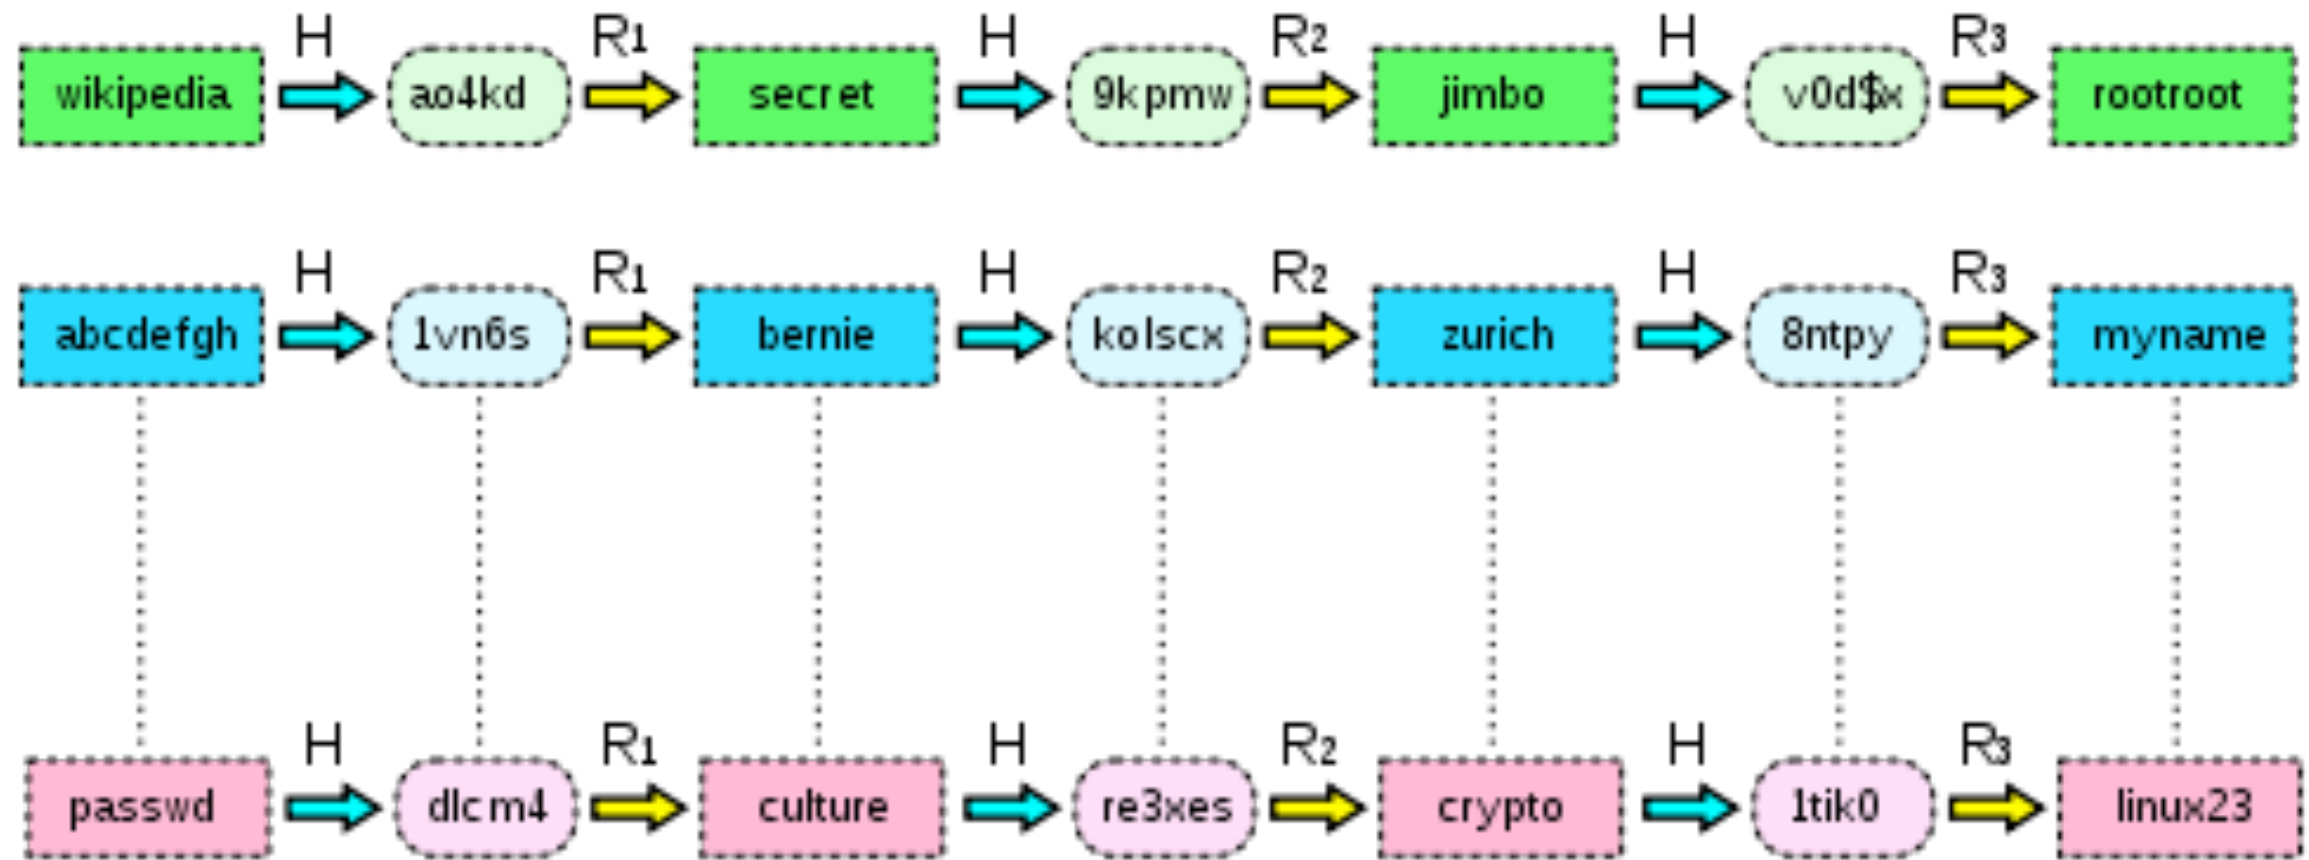 H R1 H R2 H R3
wikipedia ao4kd secret 9kpmw jimbo v0d$x rootroot
H R1 H R2 H R3
abcdefgh 1vn6s bernie kolscx zurich 8ntpy myname
H R1 H R2 H R3
passwd dlcm4 culture re3xes crypto 1tik0 linux23